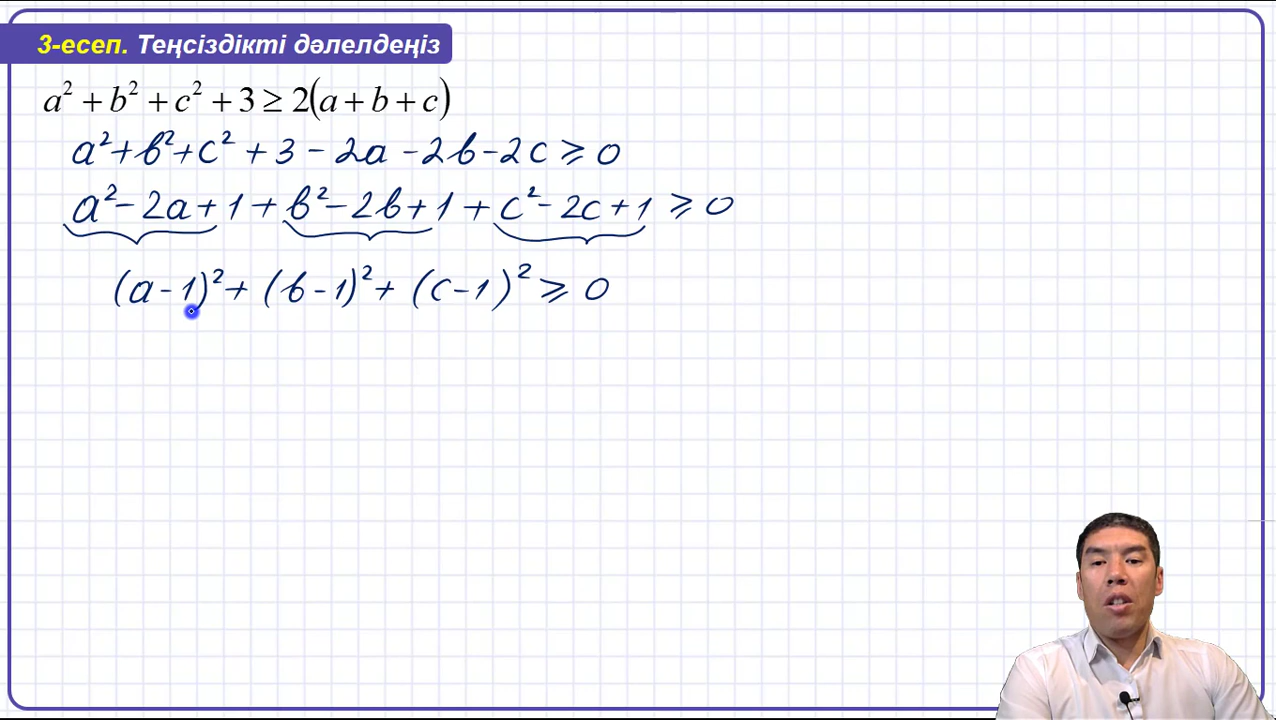 3-есеп. Теңсіздікті дәлелдеңіз
a² + b² + c² + 3 ≥ 2(a + b + c)
a² + b² + c² + 3 - 2a - 2b - 2c ≥ 0
a² - 2a + 1 + b² - 2b + 1 + c² - 2c + 1 ≥ 0
(a - 1)² + (b - 1)² + (c - 1)² ≥ 0